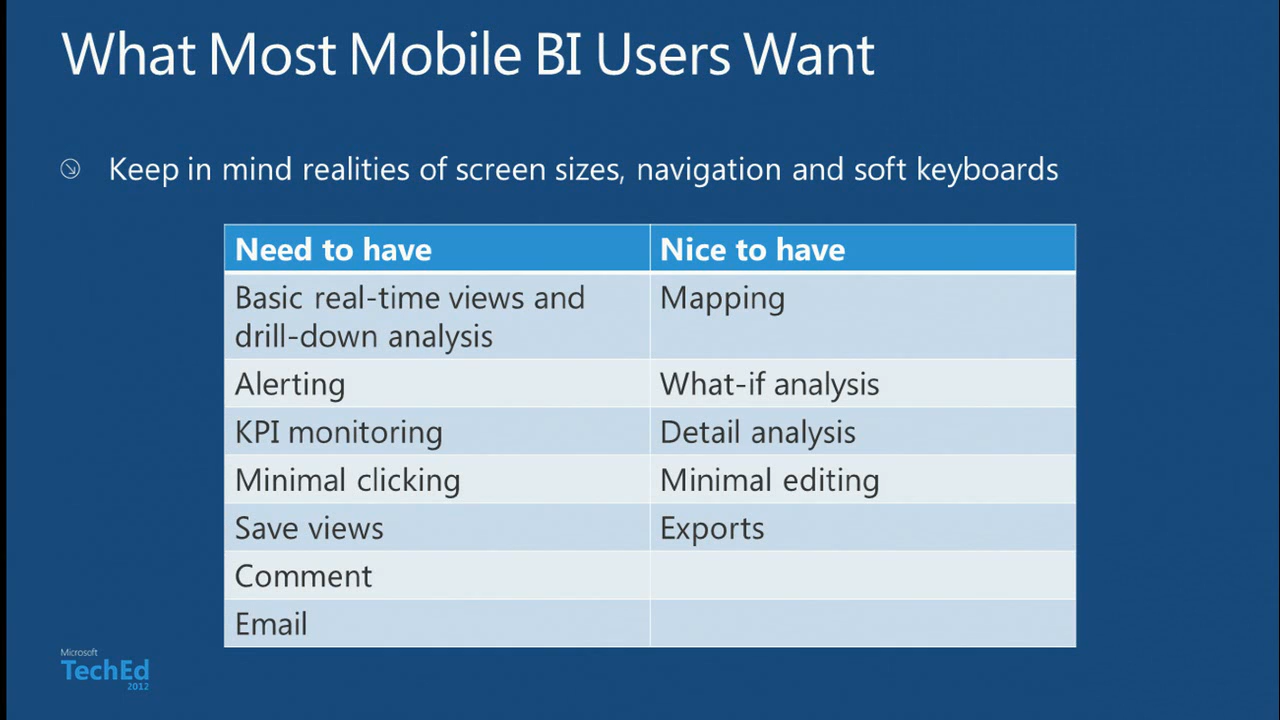 What Most Mobile BI Users Want
Keep in mind realities of screen sizes, navigation and soft keyboards
Need to have
Nice to have
Basic real-time views and
drill-down analysis
Mapping
Alerting
What-if analysis
KPI monitoring
Detail analysis
Minimal clicking
Minimal editing
Save views
Exports
Comment
Email
Microsoft
TechEd
2012